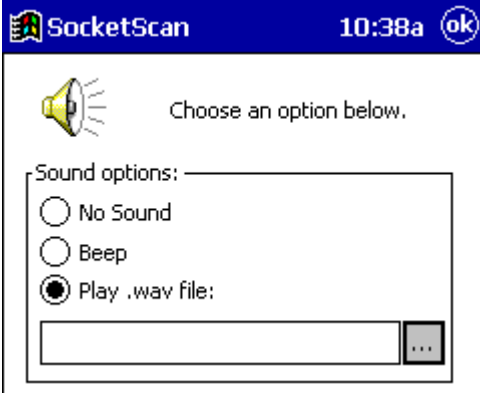 SocketScan 10:38a ok
Choose an option below.
Sound options:
No Sound
Beep
Play .wav file:
...